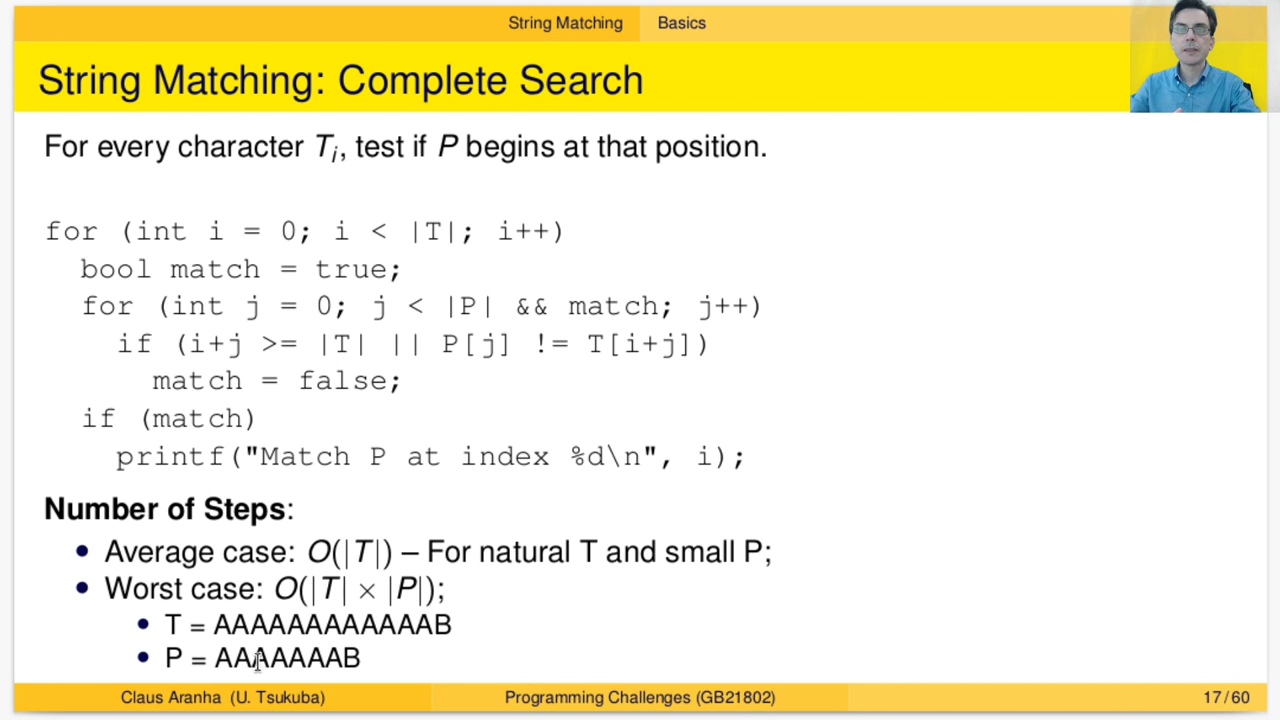 String Matching Basics
String Matching: Complete Search
For every character Ti, test if P begins at that position.
for (int i = 0; i < |T|; i++)
bool match = true;
for (int j = 0; j < |P| && match; j++)
if (i+j >= |T| || P[j] != T[i+j])
match = false;
if (match)
printf("Match P at index %d\n", i);
Number of Steps:
• Average case: O(|T|) – For natural T and small P;
• Worst case: O(|T| × |P|);
• T = AAAAAAAAAAAAB
• P = AAAAAAAB
Claus Aranha (U. Tsukuba) Programming Challenges (GB21802) 17/60